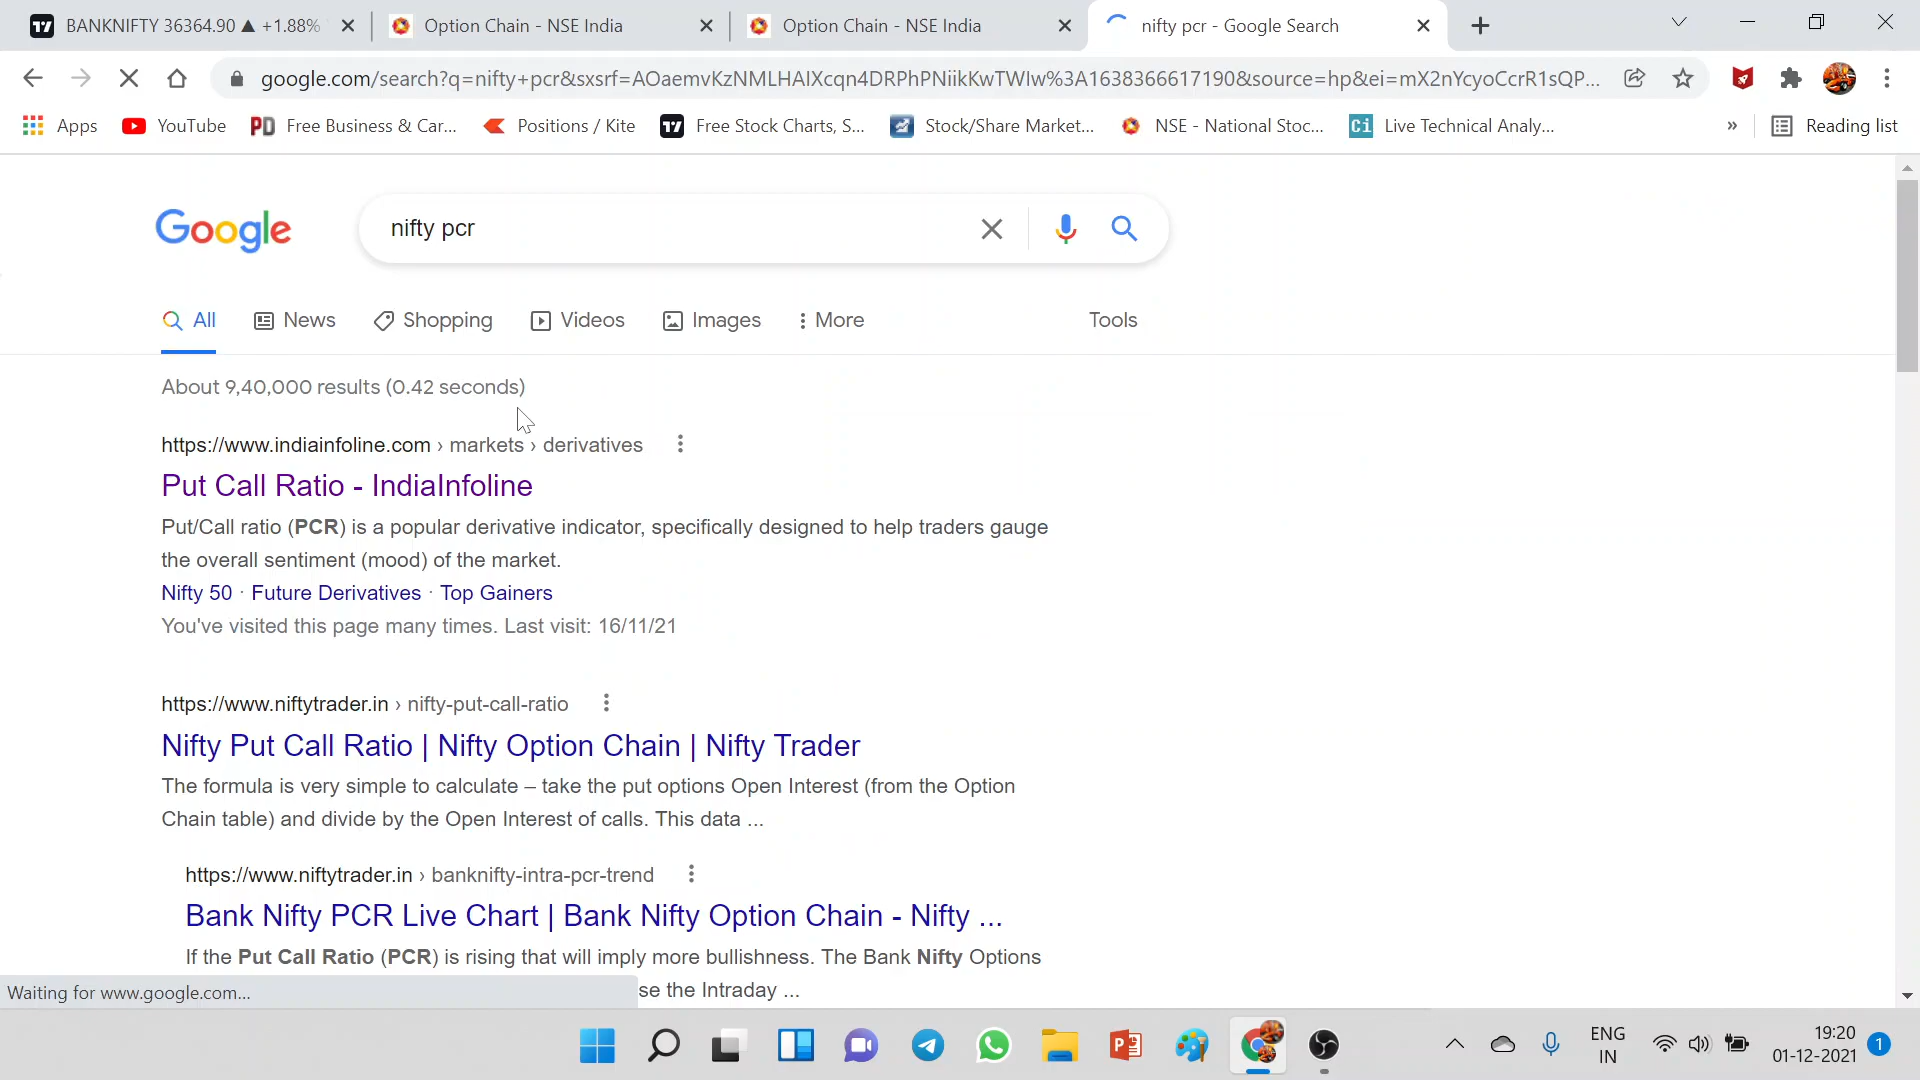 BANKNIFTY 36364.90 ▲ +1.88%
Option Chain - NSE India
Option Chain - NSE India
nifty pcr - Google Search
google.com/search?q=nifty+pcr&sxsrf=AOaemvKzNMLHAIXcqn4DRPhPNiikKwTWIw%3A1638366617190&source=hp&ei=mX2nYcyoCcrR1sQP...
Apps
YouTube
Free Business & Car...
Positions / Kite
Free Stock Charts, S...
Stock/Share Market...
NSE - National Stoc...
Live Technical Analy...
»
Reading list
Google
nifty pcr
All
News
Shopping
Videos
Images
More
Tools
About 9,40,000 results (0.42 seconds)
https://www.indiainfoline.com › markets › derivatives
Put Call Ratio - IndiaInfoline
Put/Call ratio (PCR) is a popular derivative indicator, specifically designed to help traders gauge
the overall sentiment (mood) of the market.
Nifty 50 · Future Derivatives · Top Gainers
You've visited this page many times. Last visit: 16/11/21
https://www.niftytrader.in › nifty-put-call-ratio
Nifty Put Call Ratio | Nifty Option Chain | Nifty Trader
The formula is very simple to calculate – take the put options Open Interest (from the Option
Chain table) and divide by the Open Interest of calls. This data ...
https://www.niftytrader.in › banknifty-intra-pcr-trend
Bank Nifty PCR Live Chart | Bank Nifty Option Chain - Nifty ...
If the Put Call Ratio (PCR) is rising that will imply more bullishness. The Bank Nifty Options
se the Intraday ...
Waiting for www.google.com...
ENG
IN
19:20
01-12-2021
1